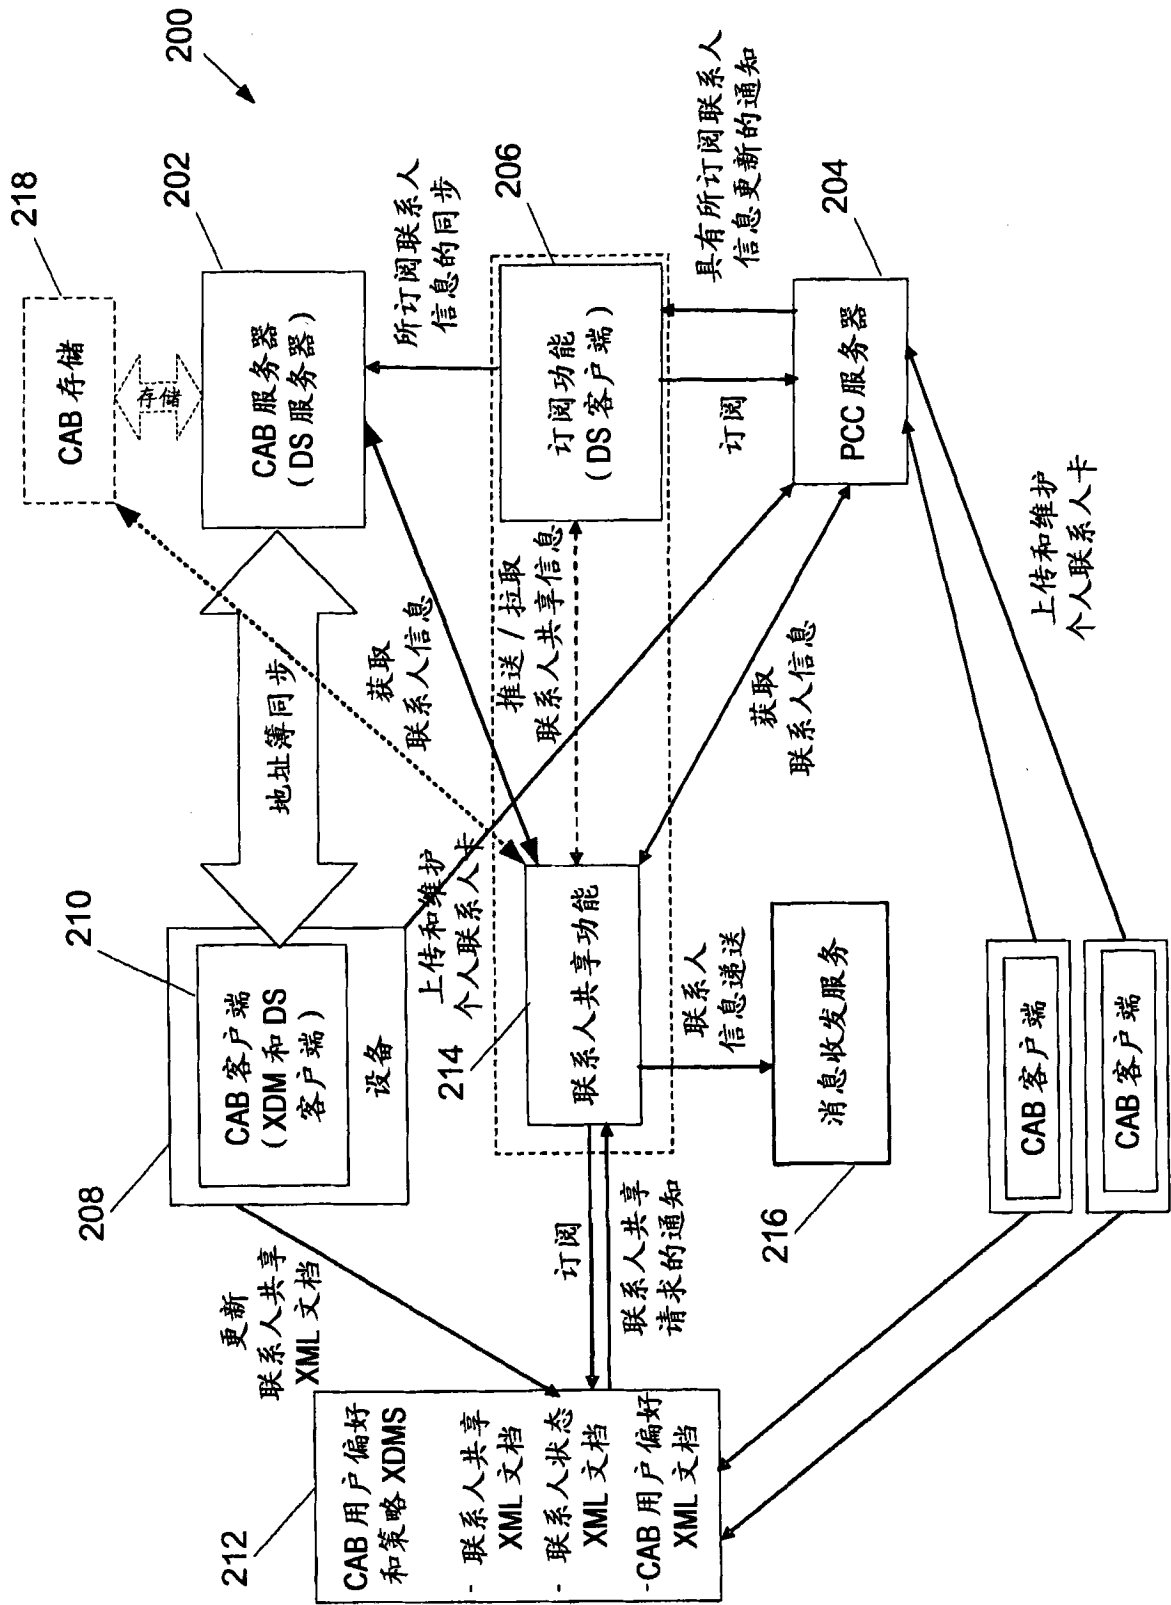 200
218
CAB 存储
存储
202
CAB 服务器
(DS 服务器)
地址簿同步
210
CAB 客户端
(XDM 和 DS
客户端)
设备
208
更新
联系人共享
XML 文档
212
CAB 用户偏好
和策略 XDMS
- 联系人共享
XML 文档
- 联系人状态
XML 文档
-CAB 用户偏好
XML 文档
所订阅联系人
信息的同步
获取
联系人信息
上传和维护
个人联系人卡
206
订阅功能
(DS 客户端)
推送 / 拉取
联系人共享信息
214
联系人共享功能
订阅
联系人共享
请求的通知
具有所订阅联系人
信息更新的通知
订阅
获取
联系人信息
联系人
信息递送
204
PCC 服务器
消息收发服务
216
上传和维护
个人联系人卡
CAB 客户端
CAB 客户端